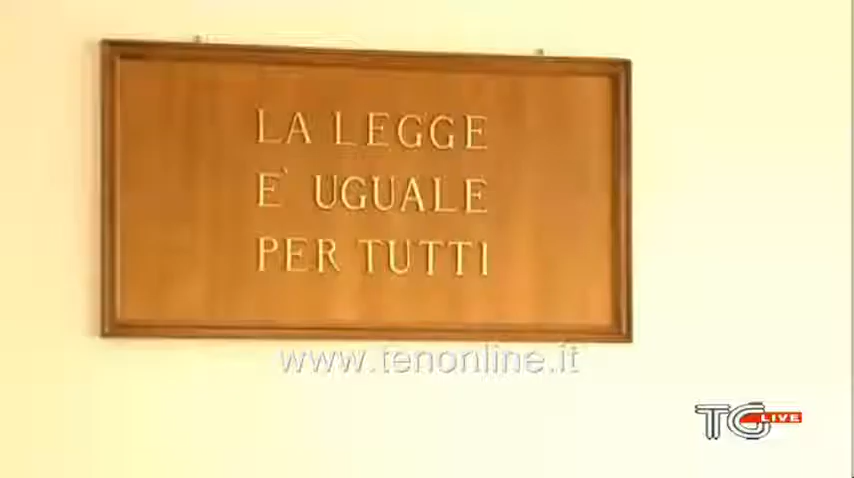 LA LEGGE
E' UGUALE
PER TUTTI
www.tenonline.it
TG LIVE